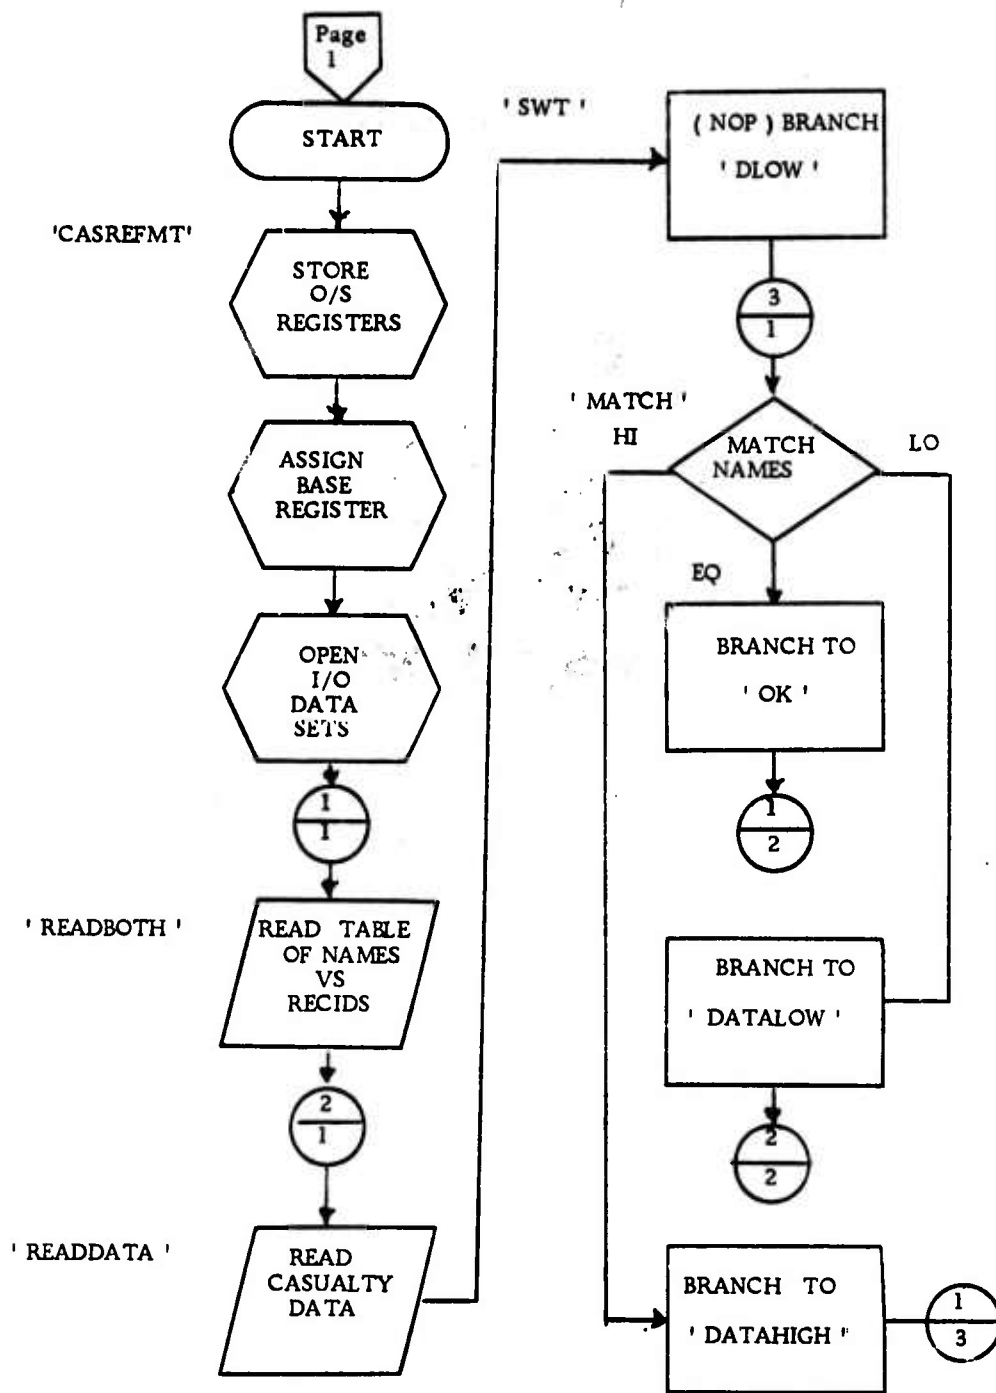 Page
1
START
'CASREFMT'
STORE
O/S
REGISTERS
ASSIGN
BASE
REGISTER
OPEN
I/O
DATA
SETS
1
1
' READBOTH '
READ TABLE
OF NAMES
VS
RECIDS
2
1
' READDATA '
READ
CASUALTY
DATA
' SWT '
( NOP ) BRANCH
' DLOW '
3
1
' MATCH '
HI
MATCH
NAMES
LO
EQ
BRANCH TO
' OK '
1
2
BRANCH TO
' DATALOW '
2
2
BRANCH TO
' DATAHIGH '
1
3